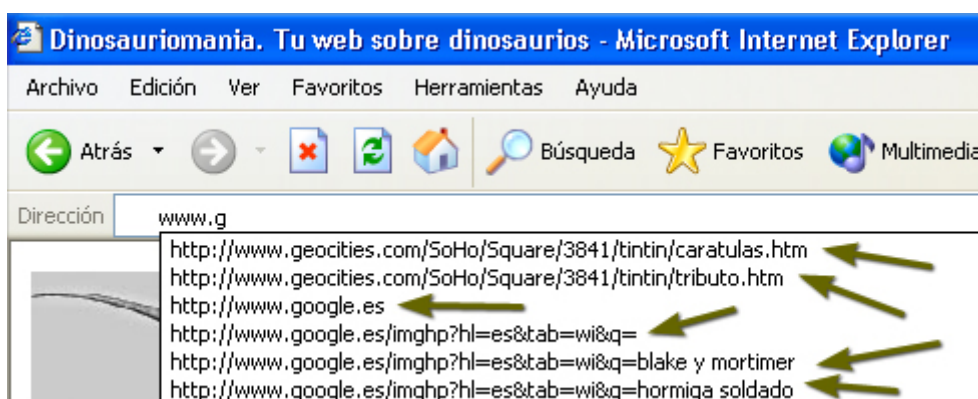 Dinosauriomania. Tu web sobre dinosaurios - Microsoft Internet Explorer
Archivo Edición Ver Favoritos Herramientas Ayuda
Atrás Búsqueda Favoritos Multimedia
Dirección www.g
http://www.geocities.com/SoHo/Square/3841/tintin/caratulas.htm
http://www.geocities.com/SoHo/Square/3841/tintin/tributo.htm
http://www.google.es
http://www.google.es/imghp?hl=es&tab=wi&q=
http://www.google.es/imghp?hl=es&tab=wi&q=blake y mortimer
http://www.google.es/imghp?hl=es&tab=wi&q=hormiga soldado